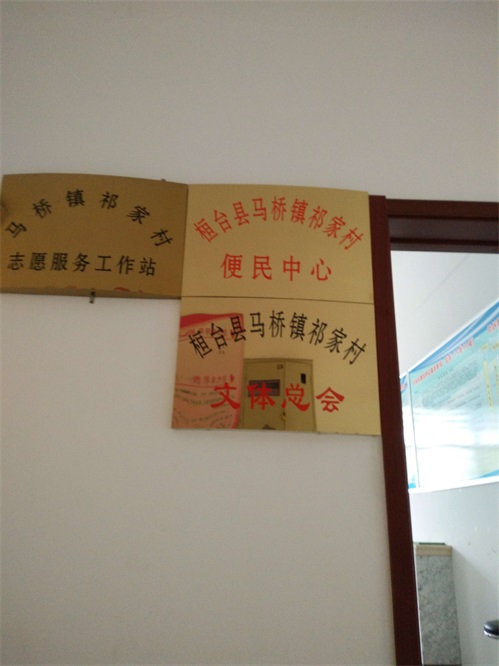 马桥镇祁家村
志愿服务工作站
桓台县马桥镇祁家村
便民中心
桓台县马桥镇祁家村
文体总会